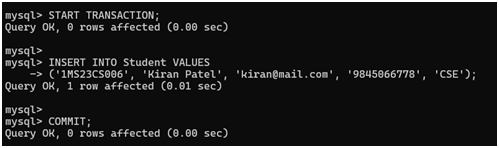 mysql> START TRANSACTION;
Query OK, 0 rows affected (0.00 sec)
mysql>
mysql> INSERT INTO Student VALUES
    -> ('1MS23CS006', 'Kiran Patel', 'kiran@mail.com', '9845066778', 'CSE');
Query OK, 1 row affected (0.01 sec)
mysql>
mysql> COMMIT;
Query OK, 0 rows affected (0.00 sec)